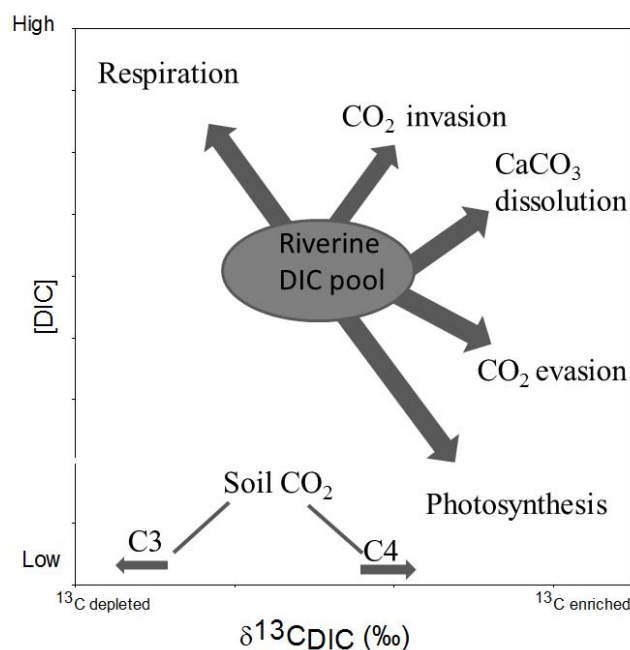 High
Respiration
CO₂ invasion
CaCO₃
dissolution
Riverine
DIC pool
[DIC]
CO₂ evasion
Soil CO₂
Photosynthesis
C3
C4
Low
¹³C depleted
¹³C enriched
δ¹³C_DIC (‰)